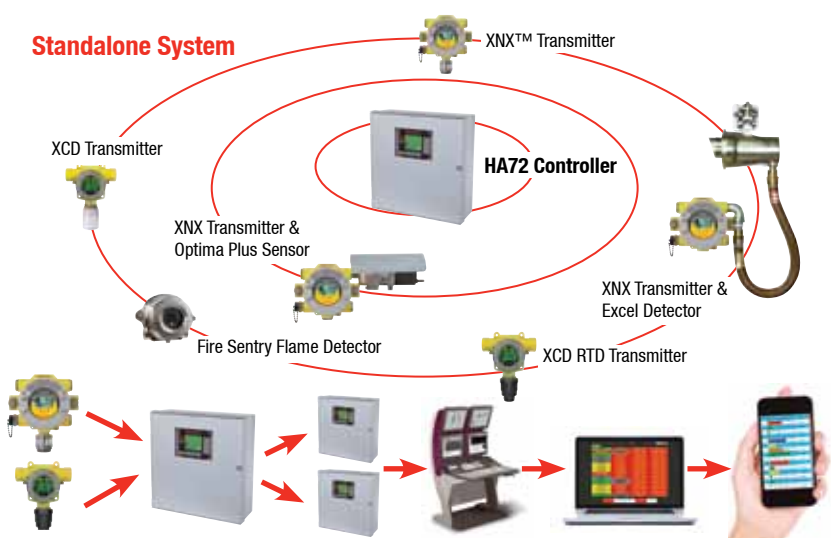 Standalone System
XNX™ Transmitter
XCD Transmitter
HA72 Controller
XNX Transmitter &
Optima Plus Sensor
XNX Transmitter &
Excel Detector
Fire Sentry Flame Detector
XCD RTD Transmitter